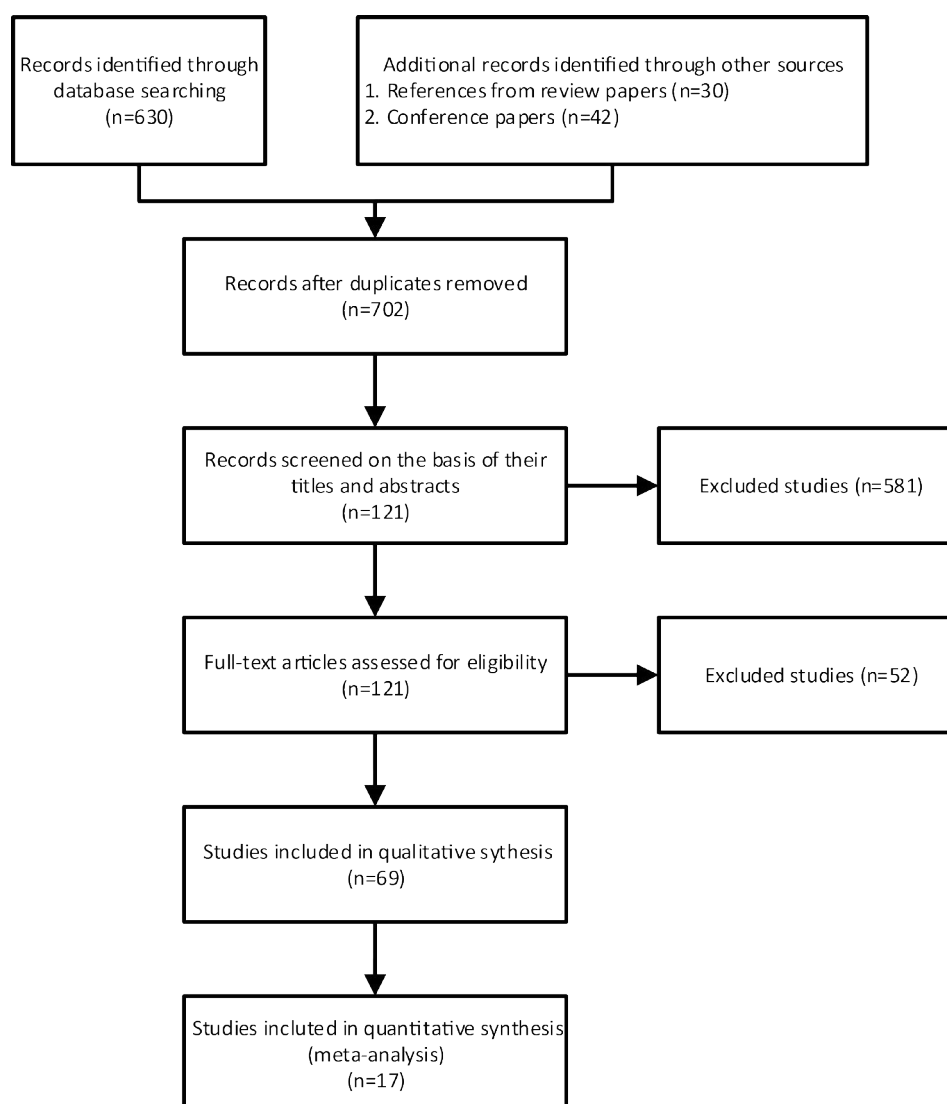 Records identified through
database searching
(n=630)
Additional records identified through other sources
1. References from review papers (n=30)
2. Conference papers (n=42)
Records after duplicates removed
(n=702)
Records screened on the basis of their
titles and abstracts
(n=121)
Excluded studies (n=581)
Full-text articles assessed for eligibility
(n=121)
Excluded studies (n=52)
Studies included in qualitative sythesis
(n=69)
Studies included in quantitative synthesis
(meta-analysis)
(n=17)